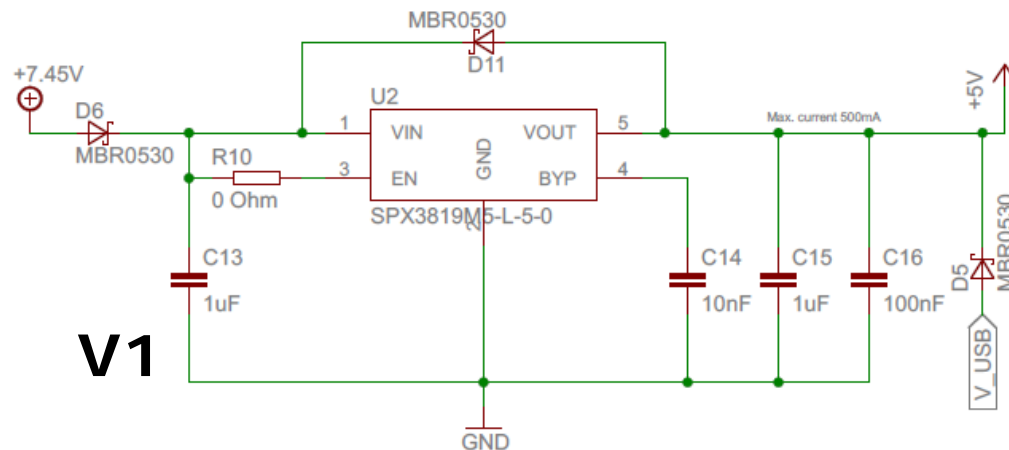 MBR0530
D11
+7.45V
D6
MBR0530
U2
1
VIN
VOUT
5
Max. current 500mA
+5V
GND
R10
0 Ohm
3
EN
BYP
4
SPX3819M5-L-5-0
2
C13
1uF
C14
10nF
C15
1uF
C16
100nF
D5
MBR0530
V_USB
V1
GND